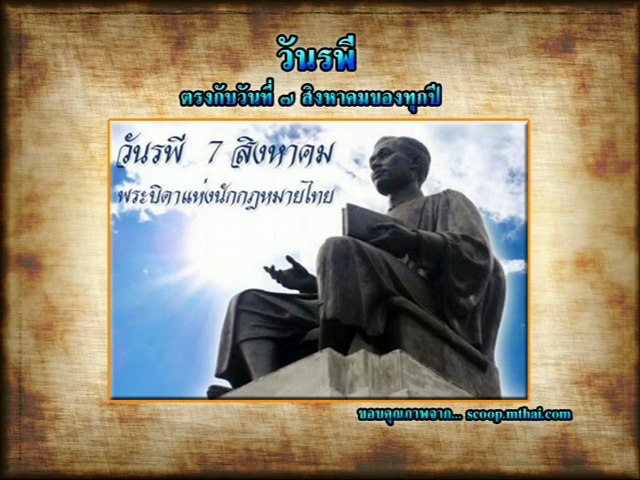 วันรพี
ตรงกับวันที่ ๗ สิงหาคมของทุกปี
วันรพี 7 สิงหาคม
พระบิดาแห่งนักกฎหมายไทย
ขอบคุณภาพจาก... scoop.mthai.com